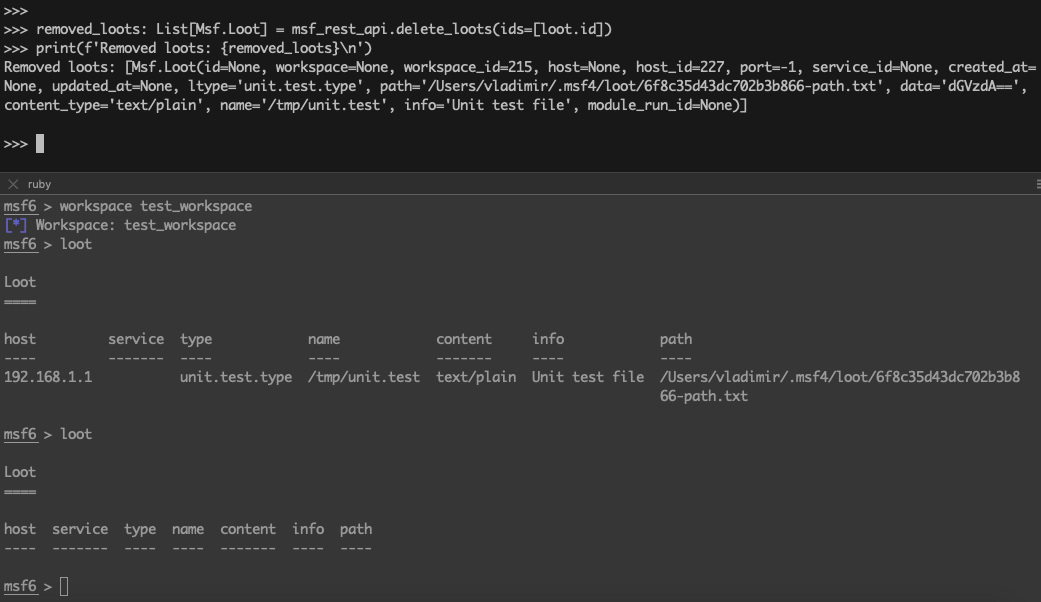 >>>
>>> removed_loots: List[Msf.Loot] = msf_rest_api.delete_loots(ids=[loot.id])
>>> print(f'Removed loots: {removed_loots}\n')
Removed loots: [Msf.Loot(id=None, workspace=None, workspace_id=215, host=None, host_id=227, port=-1, service_id=None, created_at=
None, updated_at=None, ltype='unit.test.type', path='/Users/vladimir/.msf4/loot/6f8c35d43dc702b3b866-path.txt', data='dGVzdA==',
content_type='text/plain', name='/tmp/unit.test', info='Unit test file', module_run_id=None)]
>>>
ruby
msf6 > workspace test_workspace
[*] Workspace: test_workspace
msf6 > loot
Loot
====
host         service  type            name            content     info            path
----         -------  ----            ----            -------     ----            ----
192.168.1.1           unit.test.type  /tmp/unit.test  text/plain  Unit test file  /Users/vladimir/.msf4/loot/6f8c35d43dc702b3b8
66-path.txt
msf6 > loot
Loot
====
host  service  type  name  content  info  path
----  -------  ----  ----  -------  ----  ----
msf6 >